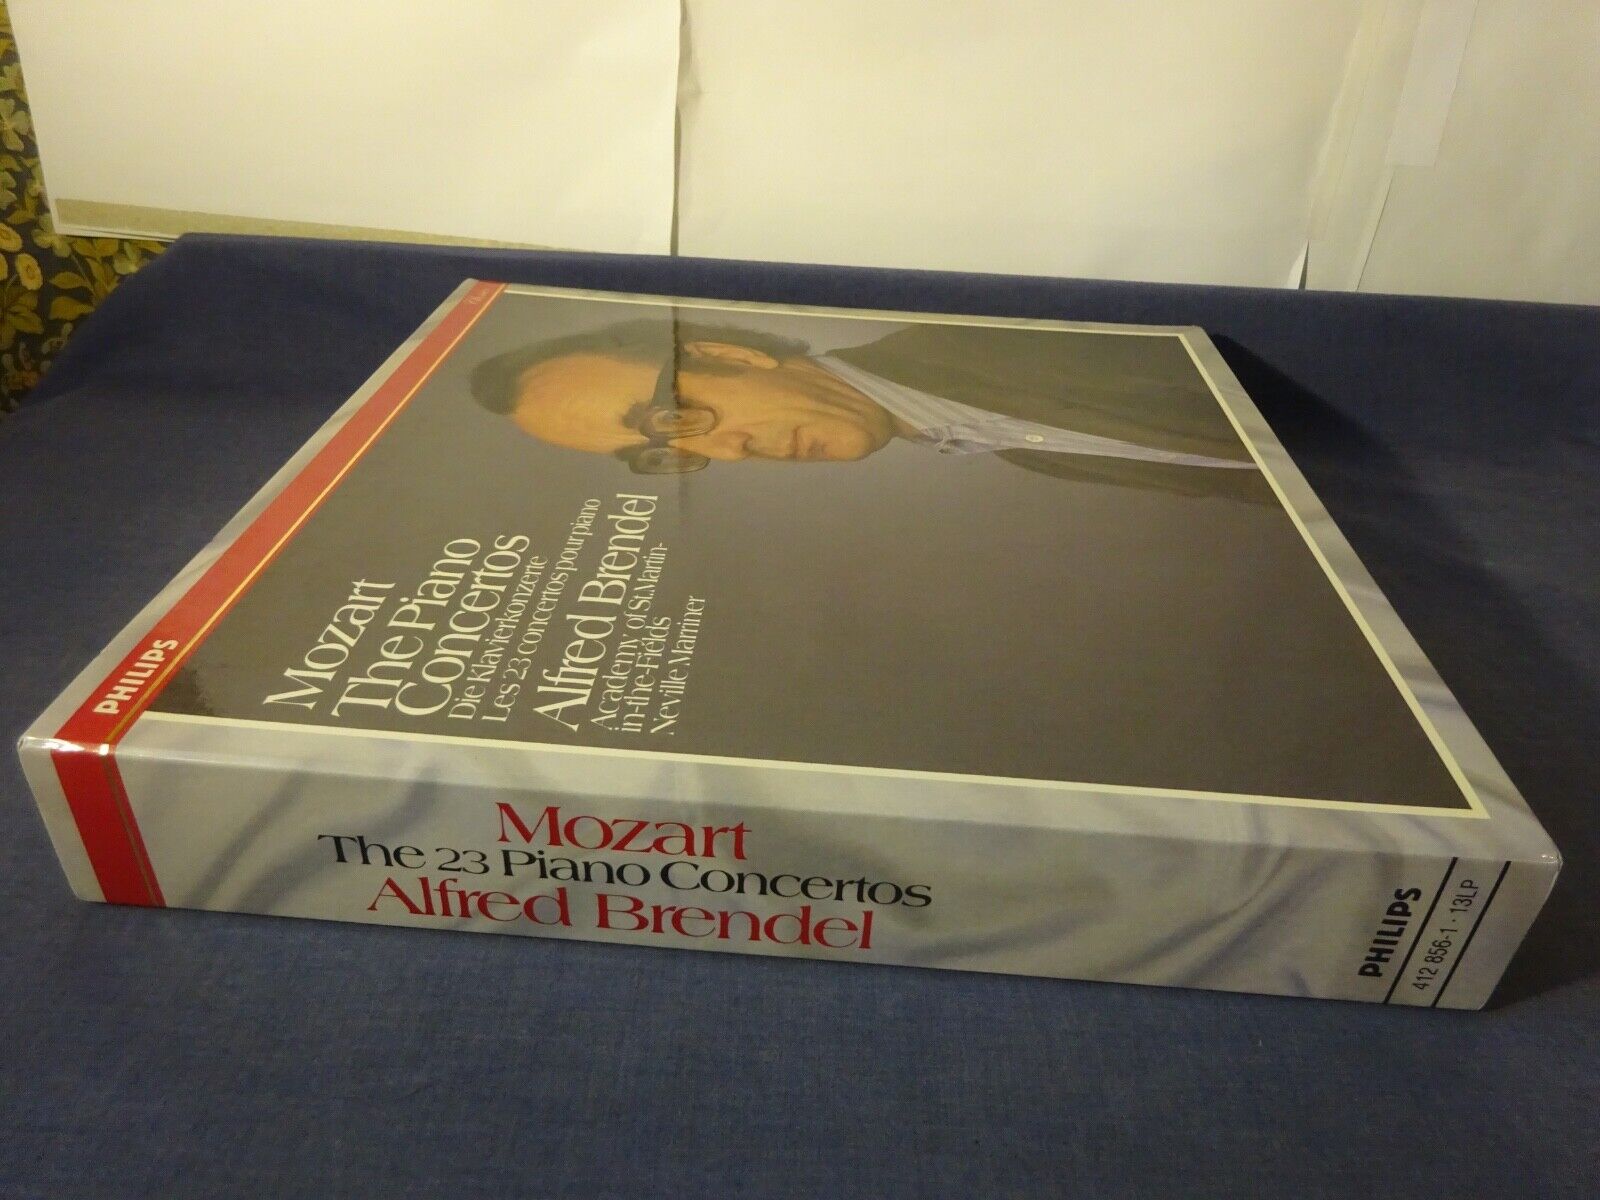 PHILIPS
Mozart
The Piano
Concertos
Die Klavierkonzerte
Les 23 concertos pour piano
Alfred Brendel
Academy of St. Martin-
in-the-Fields
Neville Marriner
Mozart
The 23 Piano Concertos
Alfred Brendel
PHILIPS
412 856-1 · 13LP